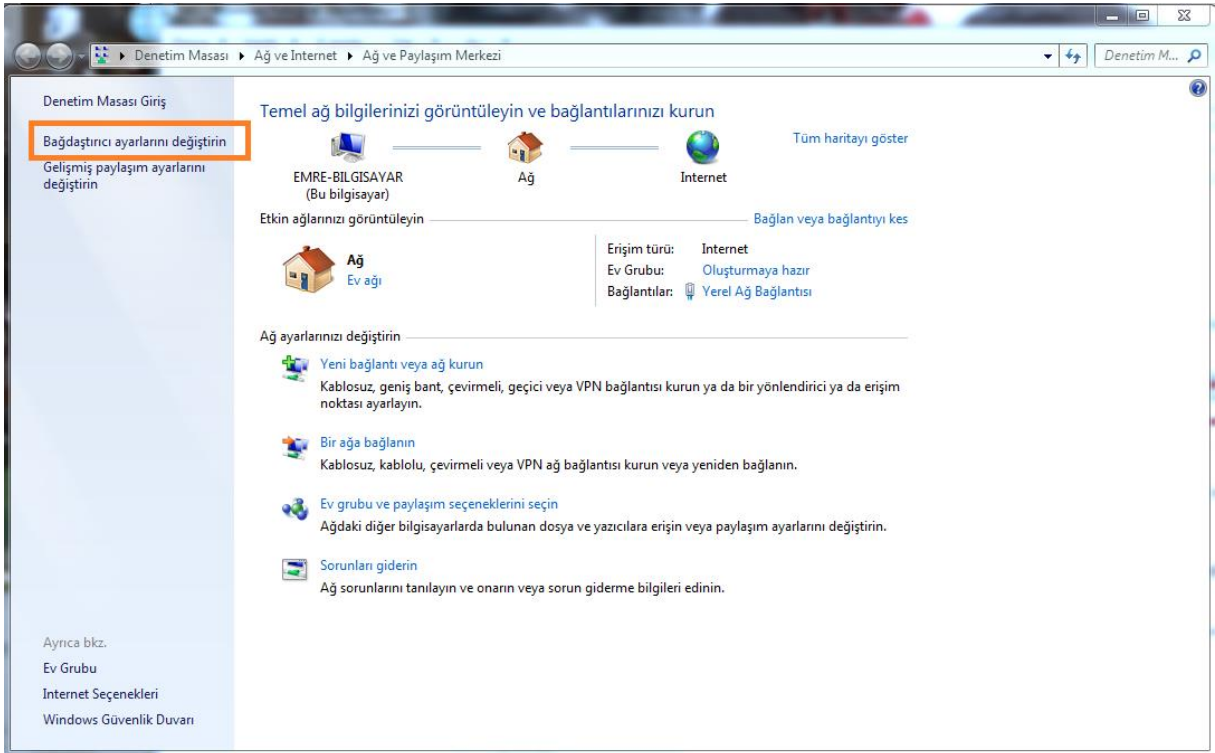 Denetim Masası ▸ Ağ ve Internet ▸ Ağ ve Paylaşım Merkezi
Denetim M...
Denetim Masası Giriş
Bağdaştırıcı ayarlarını değiştirin
Gelişmiş paylaşım ayarlarını
değiştirin
Temel ağ bilgilerinizi görüntüleyin ve bağlantılarınızı kurun
Tüm haritayı göster
EMRE-BILGISAYAR
(Bu bilgisayar)
Ağ
Internet
Etkin ağlarınızı görüntüleyin
Bağlan veya bağlantıyı kes
Ağ
Ev ağı
Erişim türü: Internet
Ev Grubu: Oluşturmaya hazır
Bağlantılar: Yerel Ağ Bağlantısı
Ağ ayarlarınızı değiştirin
Yeni bağlantı veya ağ kurun
Kablosuz, geniş bant, çevirmeli, geçici veya VPN bağlantısı kurun ya da bir yönlendirici ya da erişim
noktası ayarlayın.
Bir ağa bağlanın
Kablosuz, kablolu, çevirmeli veya VPN ağ bağlantısı kurun veya yeniden bağlanın.
Ev grubu ve paylaşım seçeneklerini seçin
Ağdaki diğer bilgisayarlarda bulunan dosya ve yazıcılara erişin veya paylaşım ayarlarını değiştirin.
Sorunları giderin
Ağ sorunlarını tanılayın ve onarın veya sorun giderme bilgileri edinin.
Ayrıca bkz.
Ev Grubu
Internet Seçenekleri
Windows Güvenlik Duvarı